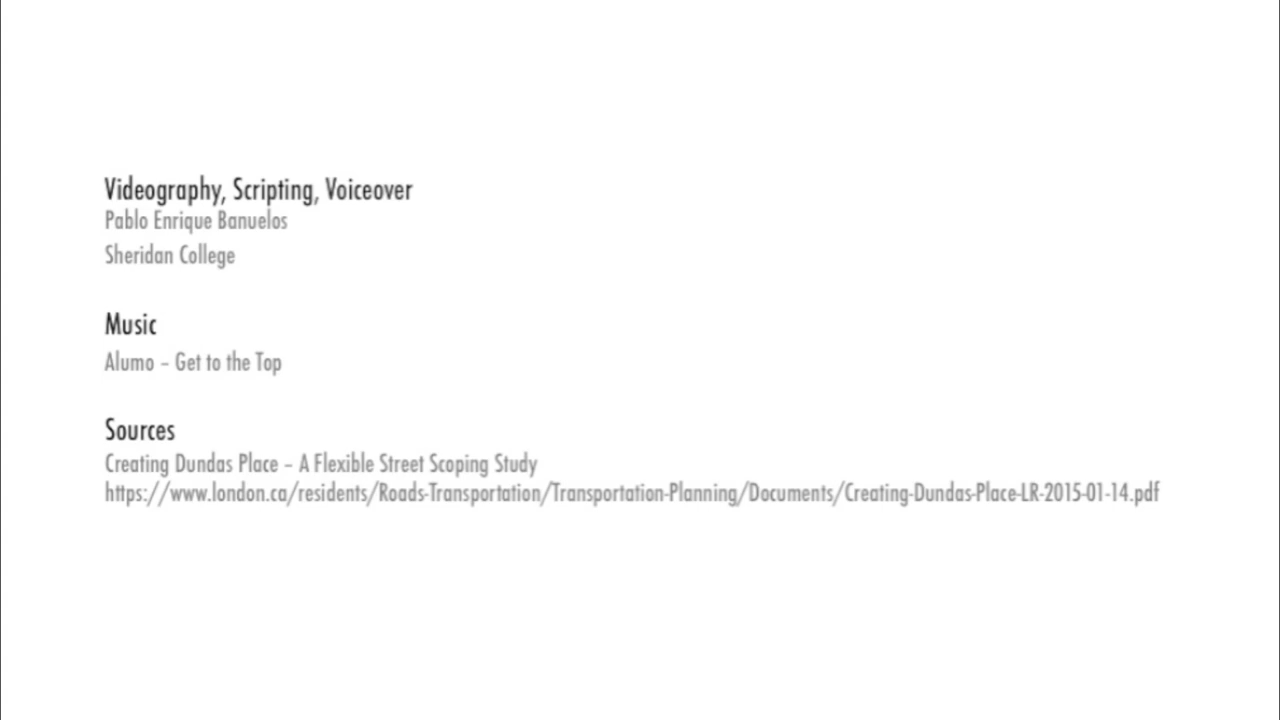 Videography, Scripting, Voiceover
Pablo Enrique Banuelos
Sheridan College
Music
Alumo – Get to the Top
Sources
Creating Dundas Place – A Flexible Street Scoping Study
https://www.london.ca/residents/Roads-Transportation/Transportation-Planning/Documents/Creating-Dundas-Place-LR-2015-01-14.pdf